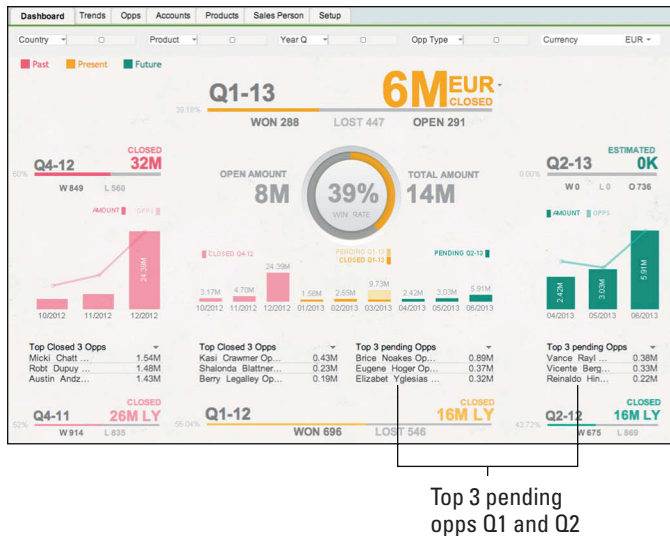 Dashboard Trends Opps Accounts Products Sales Person Setup
Country Product Year Q Opp Type Currency EUR
Past Present Future
Q1-13 6M EUR CLOSED
39.18%
WON 288 LOST 447 OPEN 291
CLOSED
60% Q4-12 32M
W 849 L 560
ESTIMATED
0.00% Q2-13 0K
W 0 L 0 O 736
OPEN AMOUNT
8M
39%
WIN RATE
TOTAL AMOUNT
14M
AMOUNT OPPS
24.39M
10/2012 11/2012 12/2012
CLOSED Q4-12
PENDING Q1-13
CLOSED Q1-13
PENDING Q2-13
3.17M 4.70M 24.39M 1.58M 2.65M 9.73M 2.42M 3.03M 5.91M
10/2012 11/2012 12/2012 01/2013 02/2013 03/2013 04/2013 05/2013 06/2013
AMOUNT OPPS
2.42M 3.03M 5.91M
04/2013 05/2013 06/2013
Top Closed 3 Opps
Micki Chatt ... 1.54M
Robt Dupuy ... 1.48M
Austin Andz... 1.43M
Top Closed 3 Opps
Kasi Crawmer Op... 0.43M
Shalonda Blattner... 0.23M
Berry Legalley Op... 0.19M
Top 3 pending Opps
Brice Noakes Op... 0.89M
Eugene Hoger Op... 0.37M
Elizabet Yglesias ... 0.32M
Top 3 pending Opps
Vance Rayl ... 0.38M
Vicente Berg... 0.33M
Reinaldo Hin... 0.22M
CLOSED
52% Q4-11 26M LY
W 914 L 835
CLOSED
56.04% Q1-12 16M LY
WON 696 LOST 546
CLOSED
43.72% Q2-12 16M LY
W 675 L 869
Top 3 pending
opps Q1 and Q2